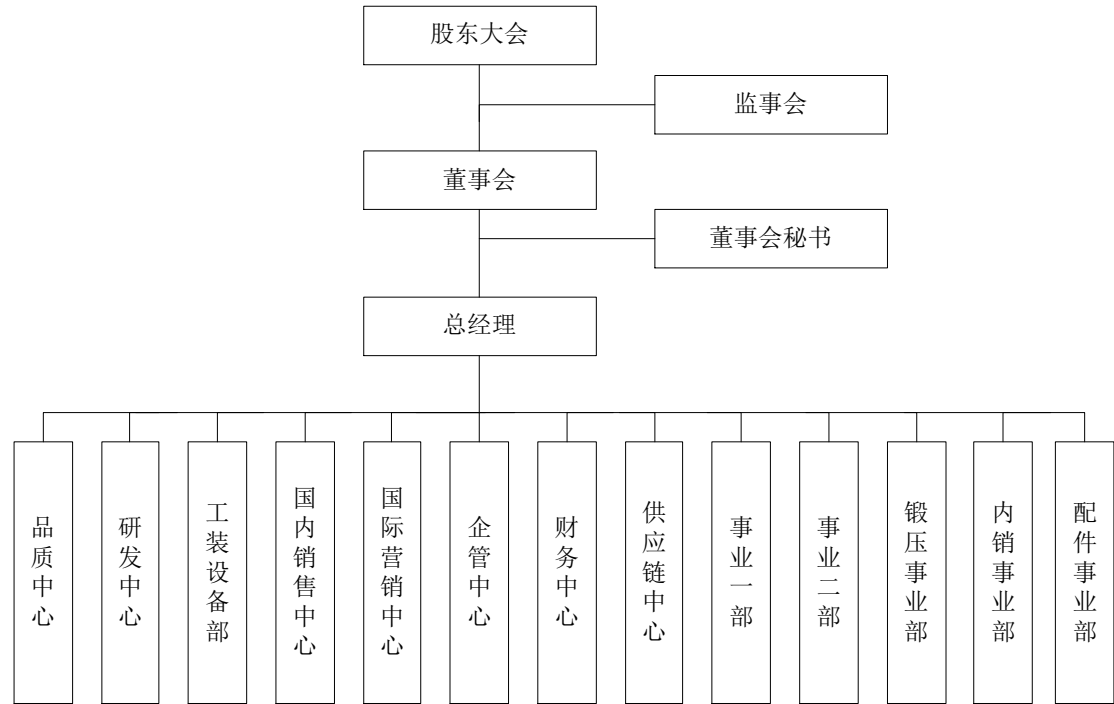 股东大会
监事会
董事会
董事会秘书
总经理
品质中心
研发中心
工装设备部
国内销售中心
国际营销中心
企管中心
财务中心
供应链中心
事业一部
事业二部
锻压事业部
内销事业部
配件事业部